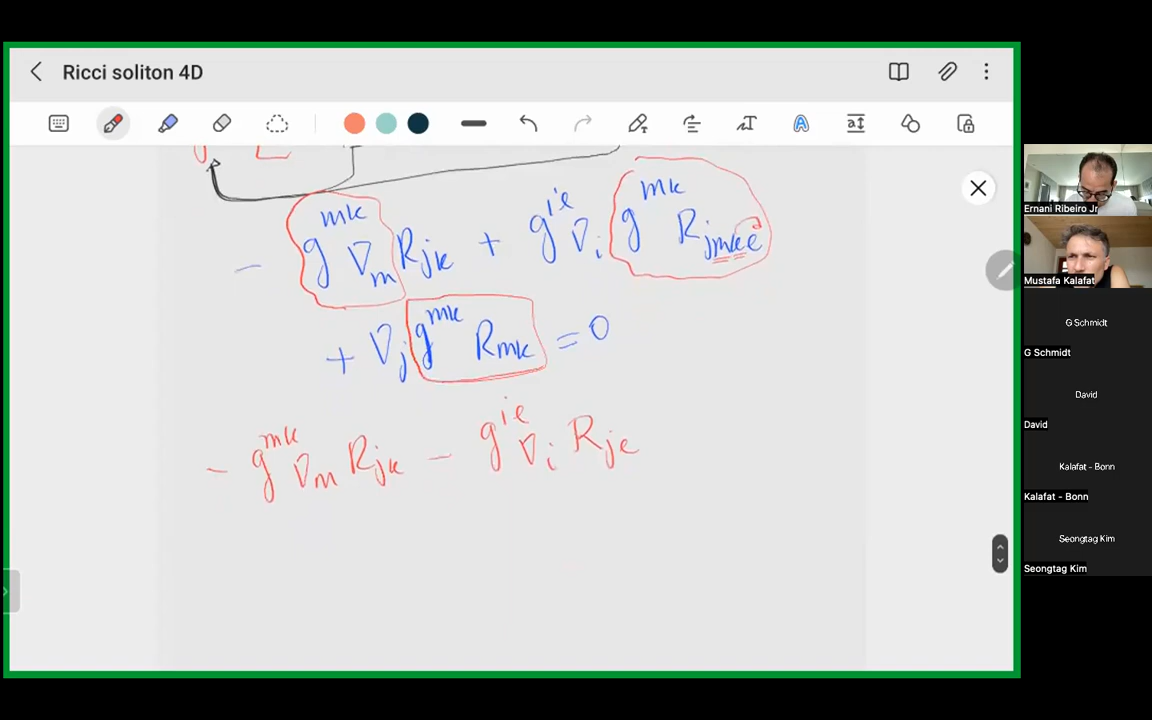 Ricci soliton 4D
- g^{mk} ∇_m R_{jk} + g^{il} ∇_i g^{mk} R_{jmkl}
+ ∇_j g^{mk} R_{mk} = 0
- g^{mk} ∇_m R_{jk} - g^{il} ∇_i R_{jl}
Ernani Ribeiro Jr
Mustafa Kalafat
G Schmidt
G Schmidt
David
David
Kalafat - Bonn
Kalafat - Bonn
Seongtag Kim
Seongtag Kim